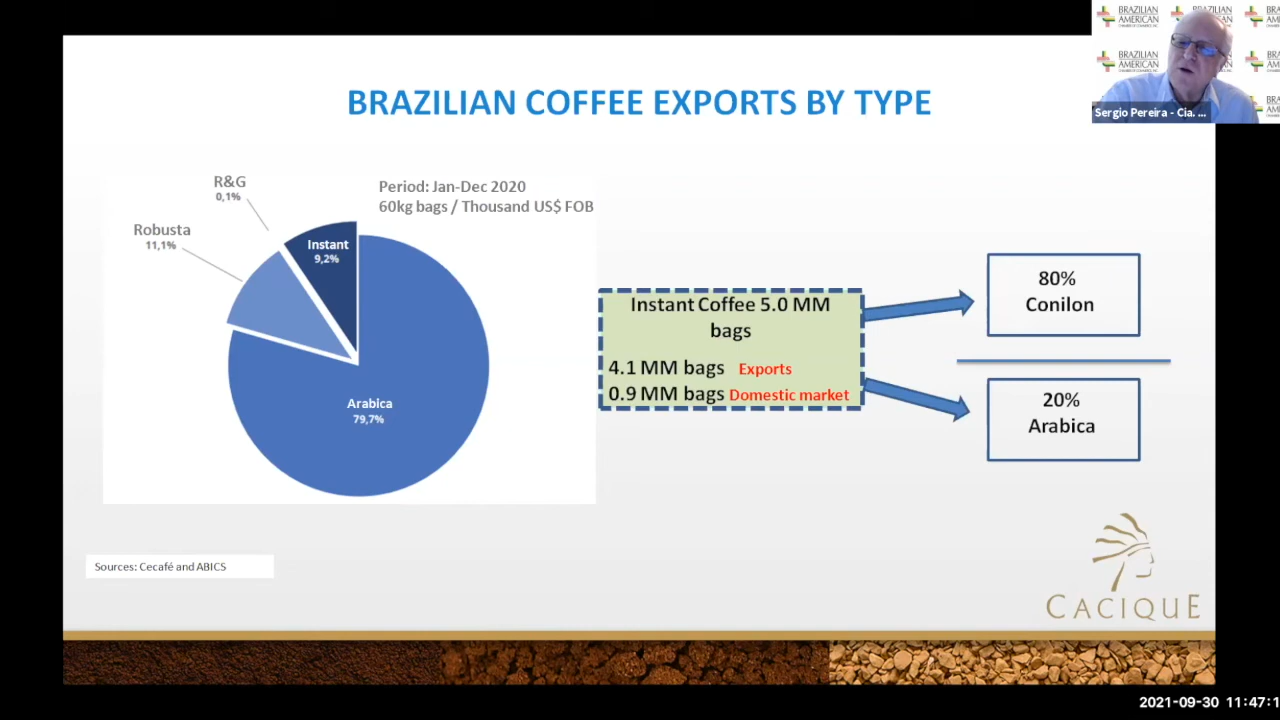 BRAZILIAN COFFEE EXPORTS BY TYPE
Period: Jan-Dec 2020
60kg bags / Thousand US$ FOB
R&G
0,1%
Robusta
11,1%
Instant
9,2%
Arabica
79,7%
Instant Coffee 5.0 MM
bags
4.1 MM bags Exports
0.9 MM bags Domestic market
80%
Conilon
20%
Arabica
Sources: Cecafé and ABICS
CACIQUE
BRAZILIAN
AMERICAN
BRAZILIAN
AMERICAN
Sergio Pereira - Cia. ...
2021-09-30 11:47:1